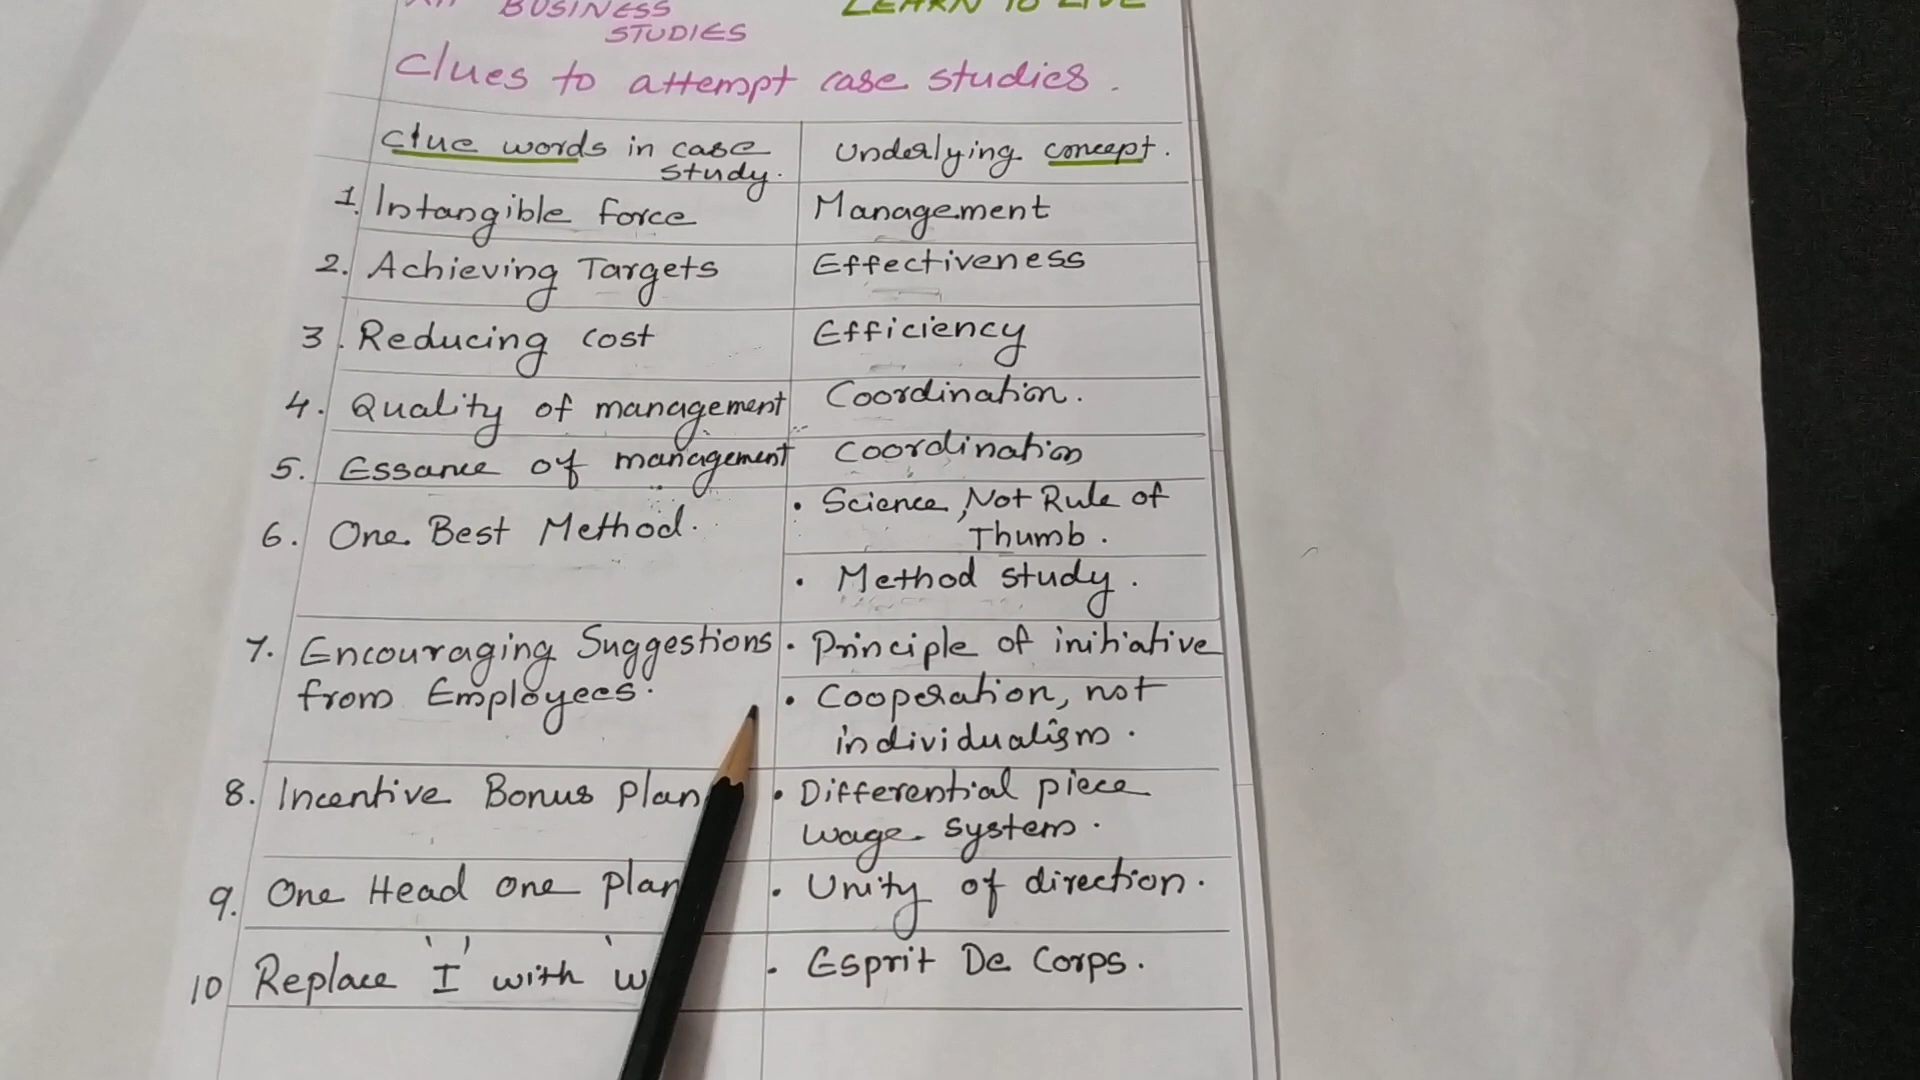 BUSINESS
STUDIES
LEARN TO LIVE
Clues to attempt case studies.
Clue words in case study.
Underlying concept.
1. Intangible force
Management
2. Achieving Targets
Effectiveness
3. Reducing cost
Efficiency
4. Quality of management
Coordination.
5. Essance of management
Coordination
6. One Best Method.
• Science, Not Rule of
Thumb.
• Method study.
7. Encouraging Suggestions
from Employees.
• Principle of initiative
• Cooperation, not
individualism.
8. Incentive Bonus Plan
• Differential piece
wage system.
9. One Head one plan
• Unity of direction.
10 Replace 'I' with 'w
• Esprit De Corps.